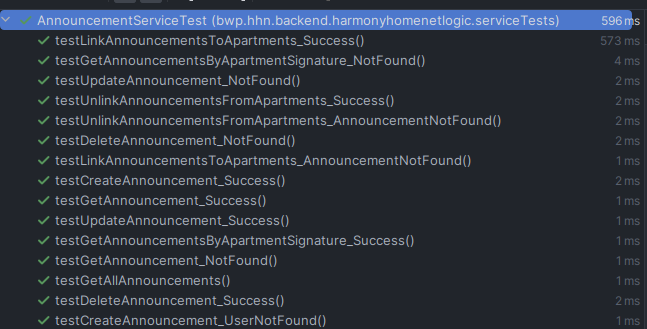 AnnouncementServiceTest (bwp.hhn.backend.harmonyhomenetlogic.serviceTests) 596 ms
testLinkAnnouncementsToApartments_Success() 573 ms
testGetAnnouncementsByApartmentSignature_NotFound() 4 ms
testUpdateAnnouncement_NotFound() 2 ms
testUnlinkAnnouncementsFromApartments_Success() 2 ms
testUnlinkAnnouncementsFromApartments_AnnouncementNotFound() 2 ms
testDeleteAnnouncement_NotFound() 2 ms
testLinkAnnouncementsToApartments_AnnouncementNotFound() 1 ms
testCreateAnnouncement_Success() 2 ms
testGetAnnouncement_Success() 1 ms
testUpdateAnnouncement_Success() 1 ms
testGetAnnouncementsByApartmentSignature_Success() 1 ms
testGetAnnouncement_NotFound() 1 ms
testGetAllAnnouncements() 1 ms
testDeleteAnnouncement_Success() 2 ms
testCreateAnnouncement_UserNotFound() 1 ms